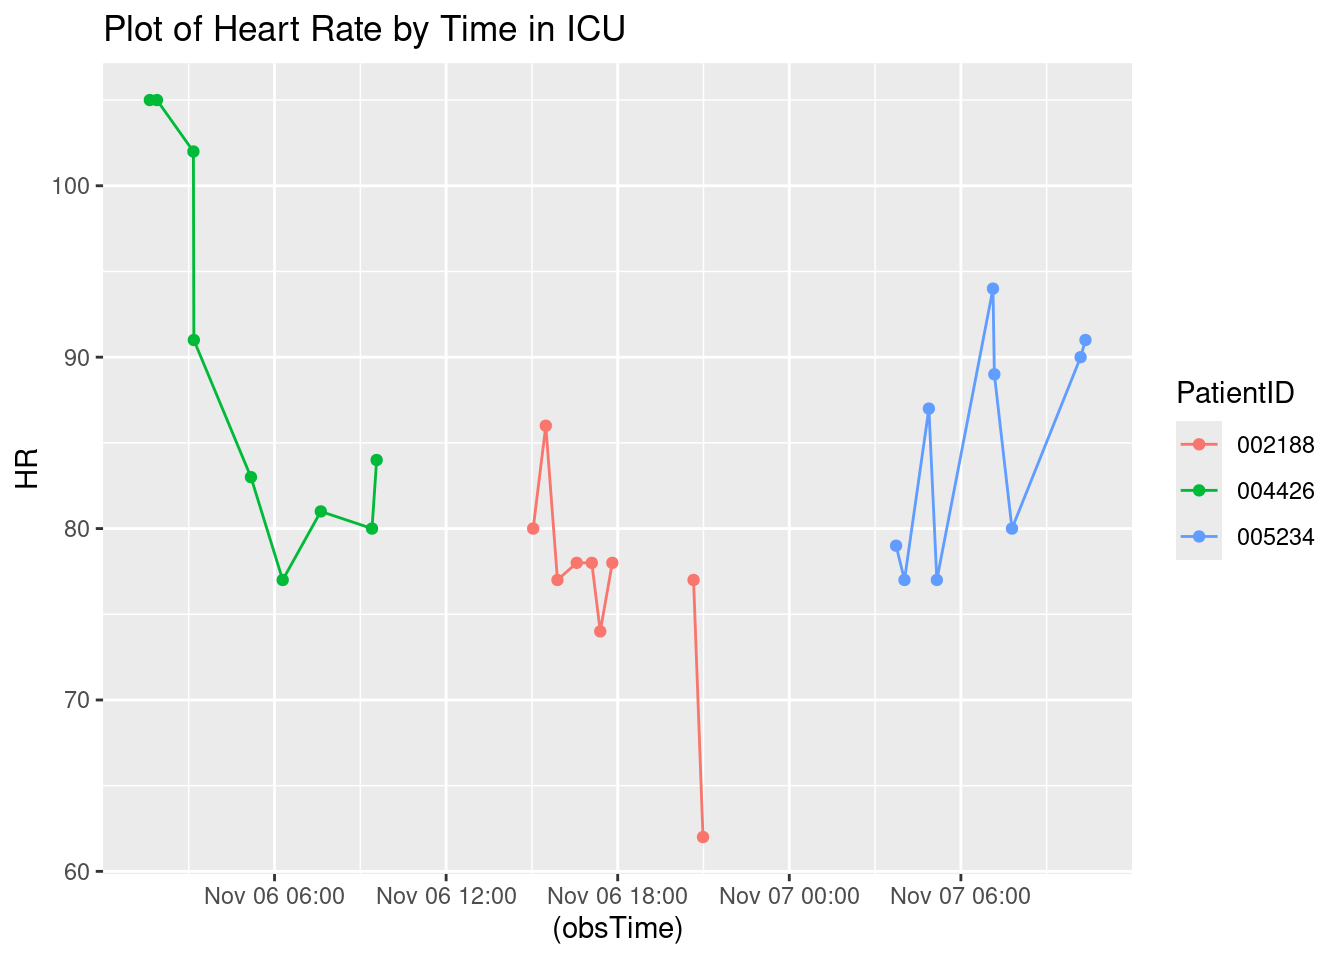 Plot of Heart Rate by Time in ICU
HR
100
90
80
70
60
Nov 06 06:00 Nov 06 12:00 Nov 06 18:00 Nov 07 00:00 Nov 07 06:00
(obsTime)
PatientID
002188
004426
005234